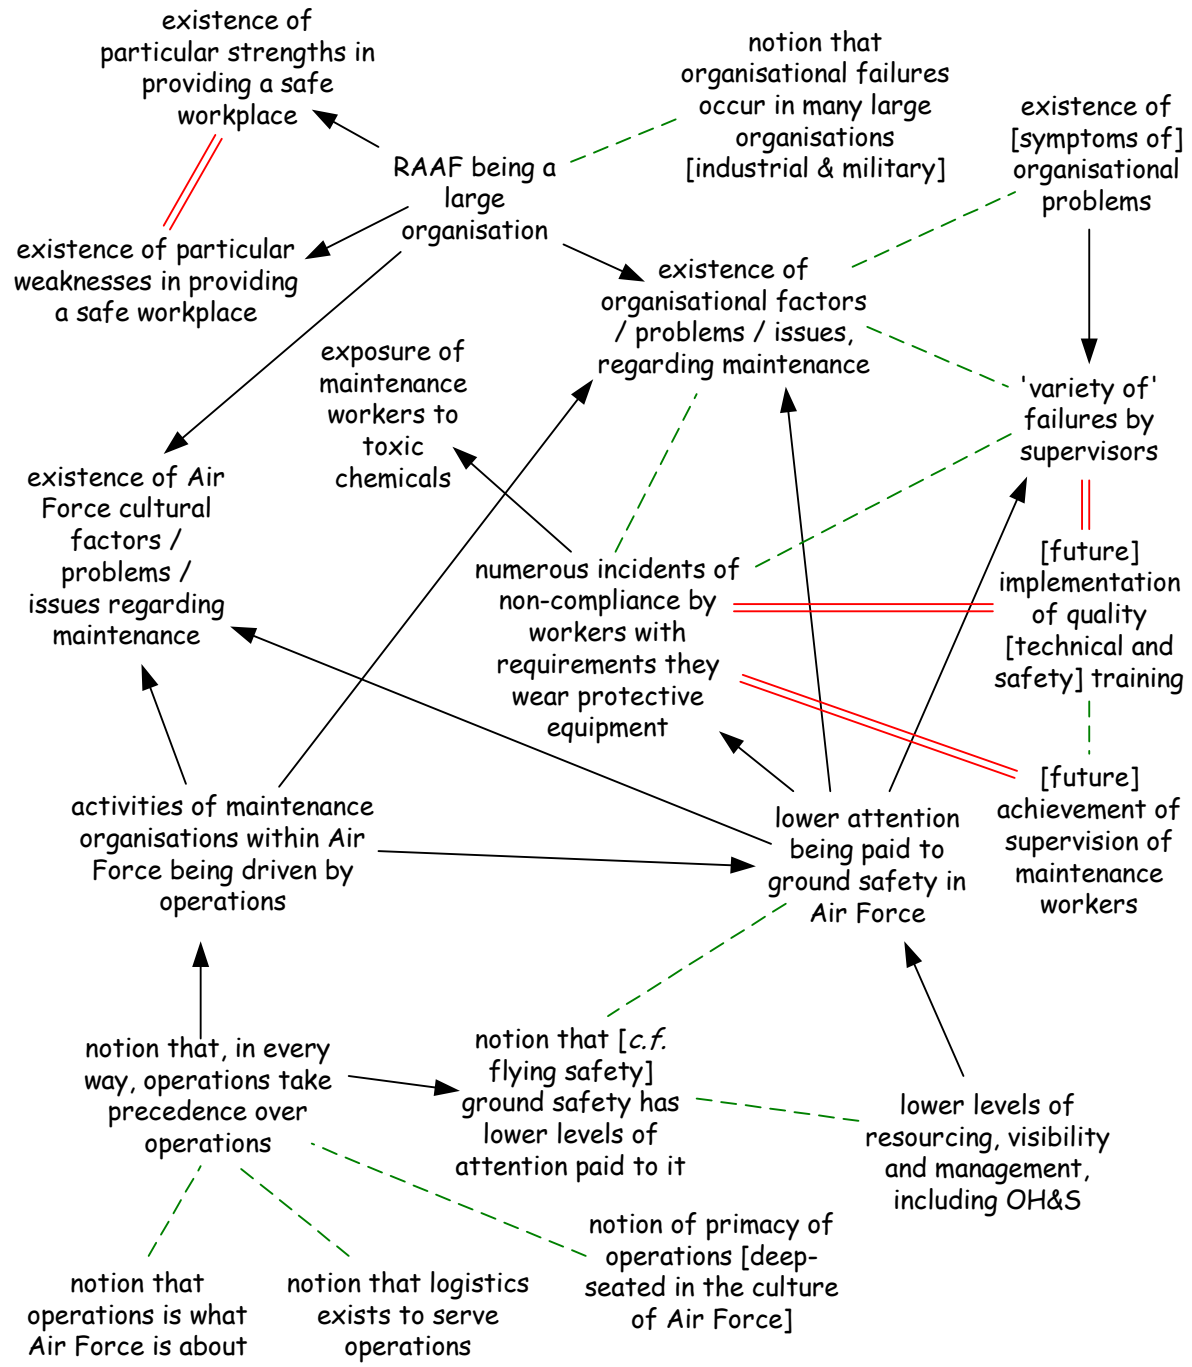 existence of
particular strengths in
providing a safe
workplace
notion that
organisational failures
occur in many large
organisations
[industrial & military]
existence of
[symptoms of]
organisational
problems
RAAF being a
large
organisation
existence of particular
weaknesses in providing
a safe workplace
existence of
organisational factors
/ problems / issues,
regarding maintenance
exposure of
maintenance
workers to
toxic
chemicals
'variety of'
failures by
supervisors
existence of Air
Force cultural
factors /
problems /
issues regarding
maintenance
numerous incidents of
non-compliance by
workers with
requirements they
wear protective
equipment
[future]
implementation
of quality
[technical and
safety] training
activities of maintenance
organisations within Air
Force being driven by
operations
lower attention
being paid to
ground safety in
Air Force
[future]
achievement of
supervision of
maintenance
workers
notion that, in every
way, operations take
precedence over
operations
notion that [c.f.
flying safety]
ground safety has
lower levels of
attention paid to it
lower levels of
resourcing, visibility
and management,
including OH&S
notion that
operations is what
Air Force is about
notion that logistics
exists to serve
operations
notion of primacy of
operations [deep-
seated in the culture
of Air Force]